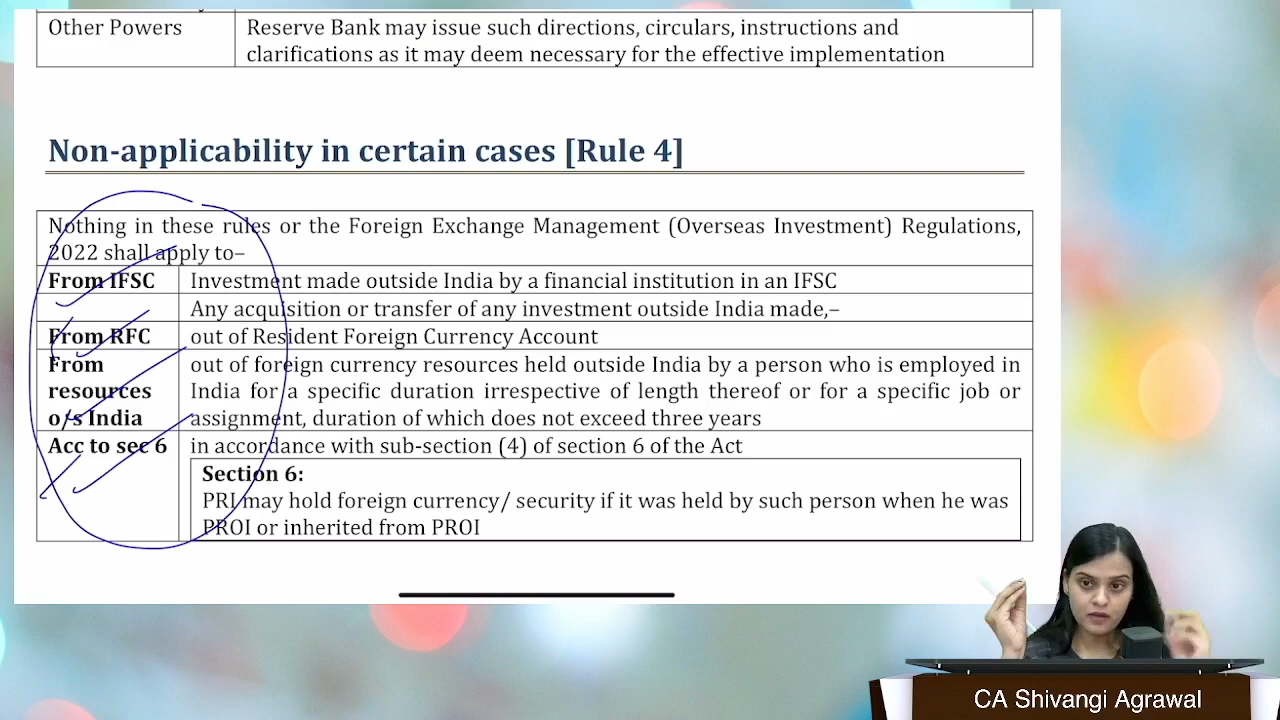 Other Powers
Reserve Bank may issue such directions, circulars, instructions and
clarifications as it may deem necessary for the effective implementation
Non-applicability in certain cases [Rule 4]
Nothing in these rules or the Foreign Exchange Management (Overseas Investment) Regulations,
2022 shall apply to–
From IFSC
Investment made outside India by a financial institution in an IFSC
Any acquisition or transfer of any investment outside India made,–
From RFC
out of Resident Foreign Currency Account
From
resources
o/s India
out of foreign currency resources held outside India by a person who is employed in
India for a specific duration irrespective of length thereof or for a specific job or
assignment, duration of which does not exceed three years
Acc to sec 6
in accordance with sub-section (4) of section 6 of the Act
Section 6:
PRI may hold foreign currency/ security if it was held by such person when he was
PROI or inherited from PROI
CA Shivangi Agrawal